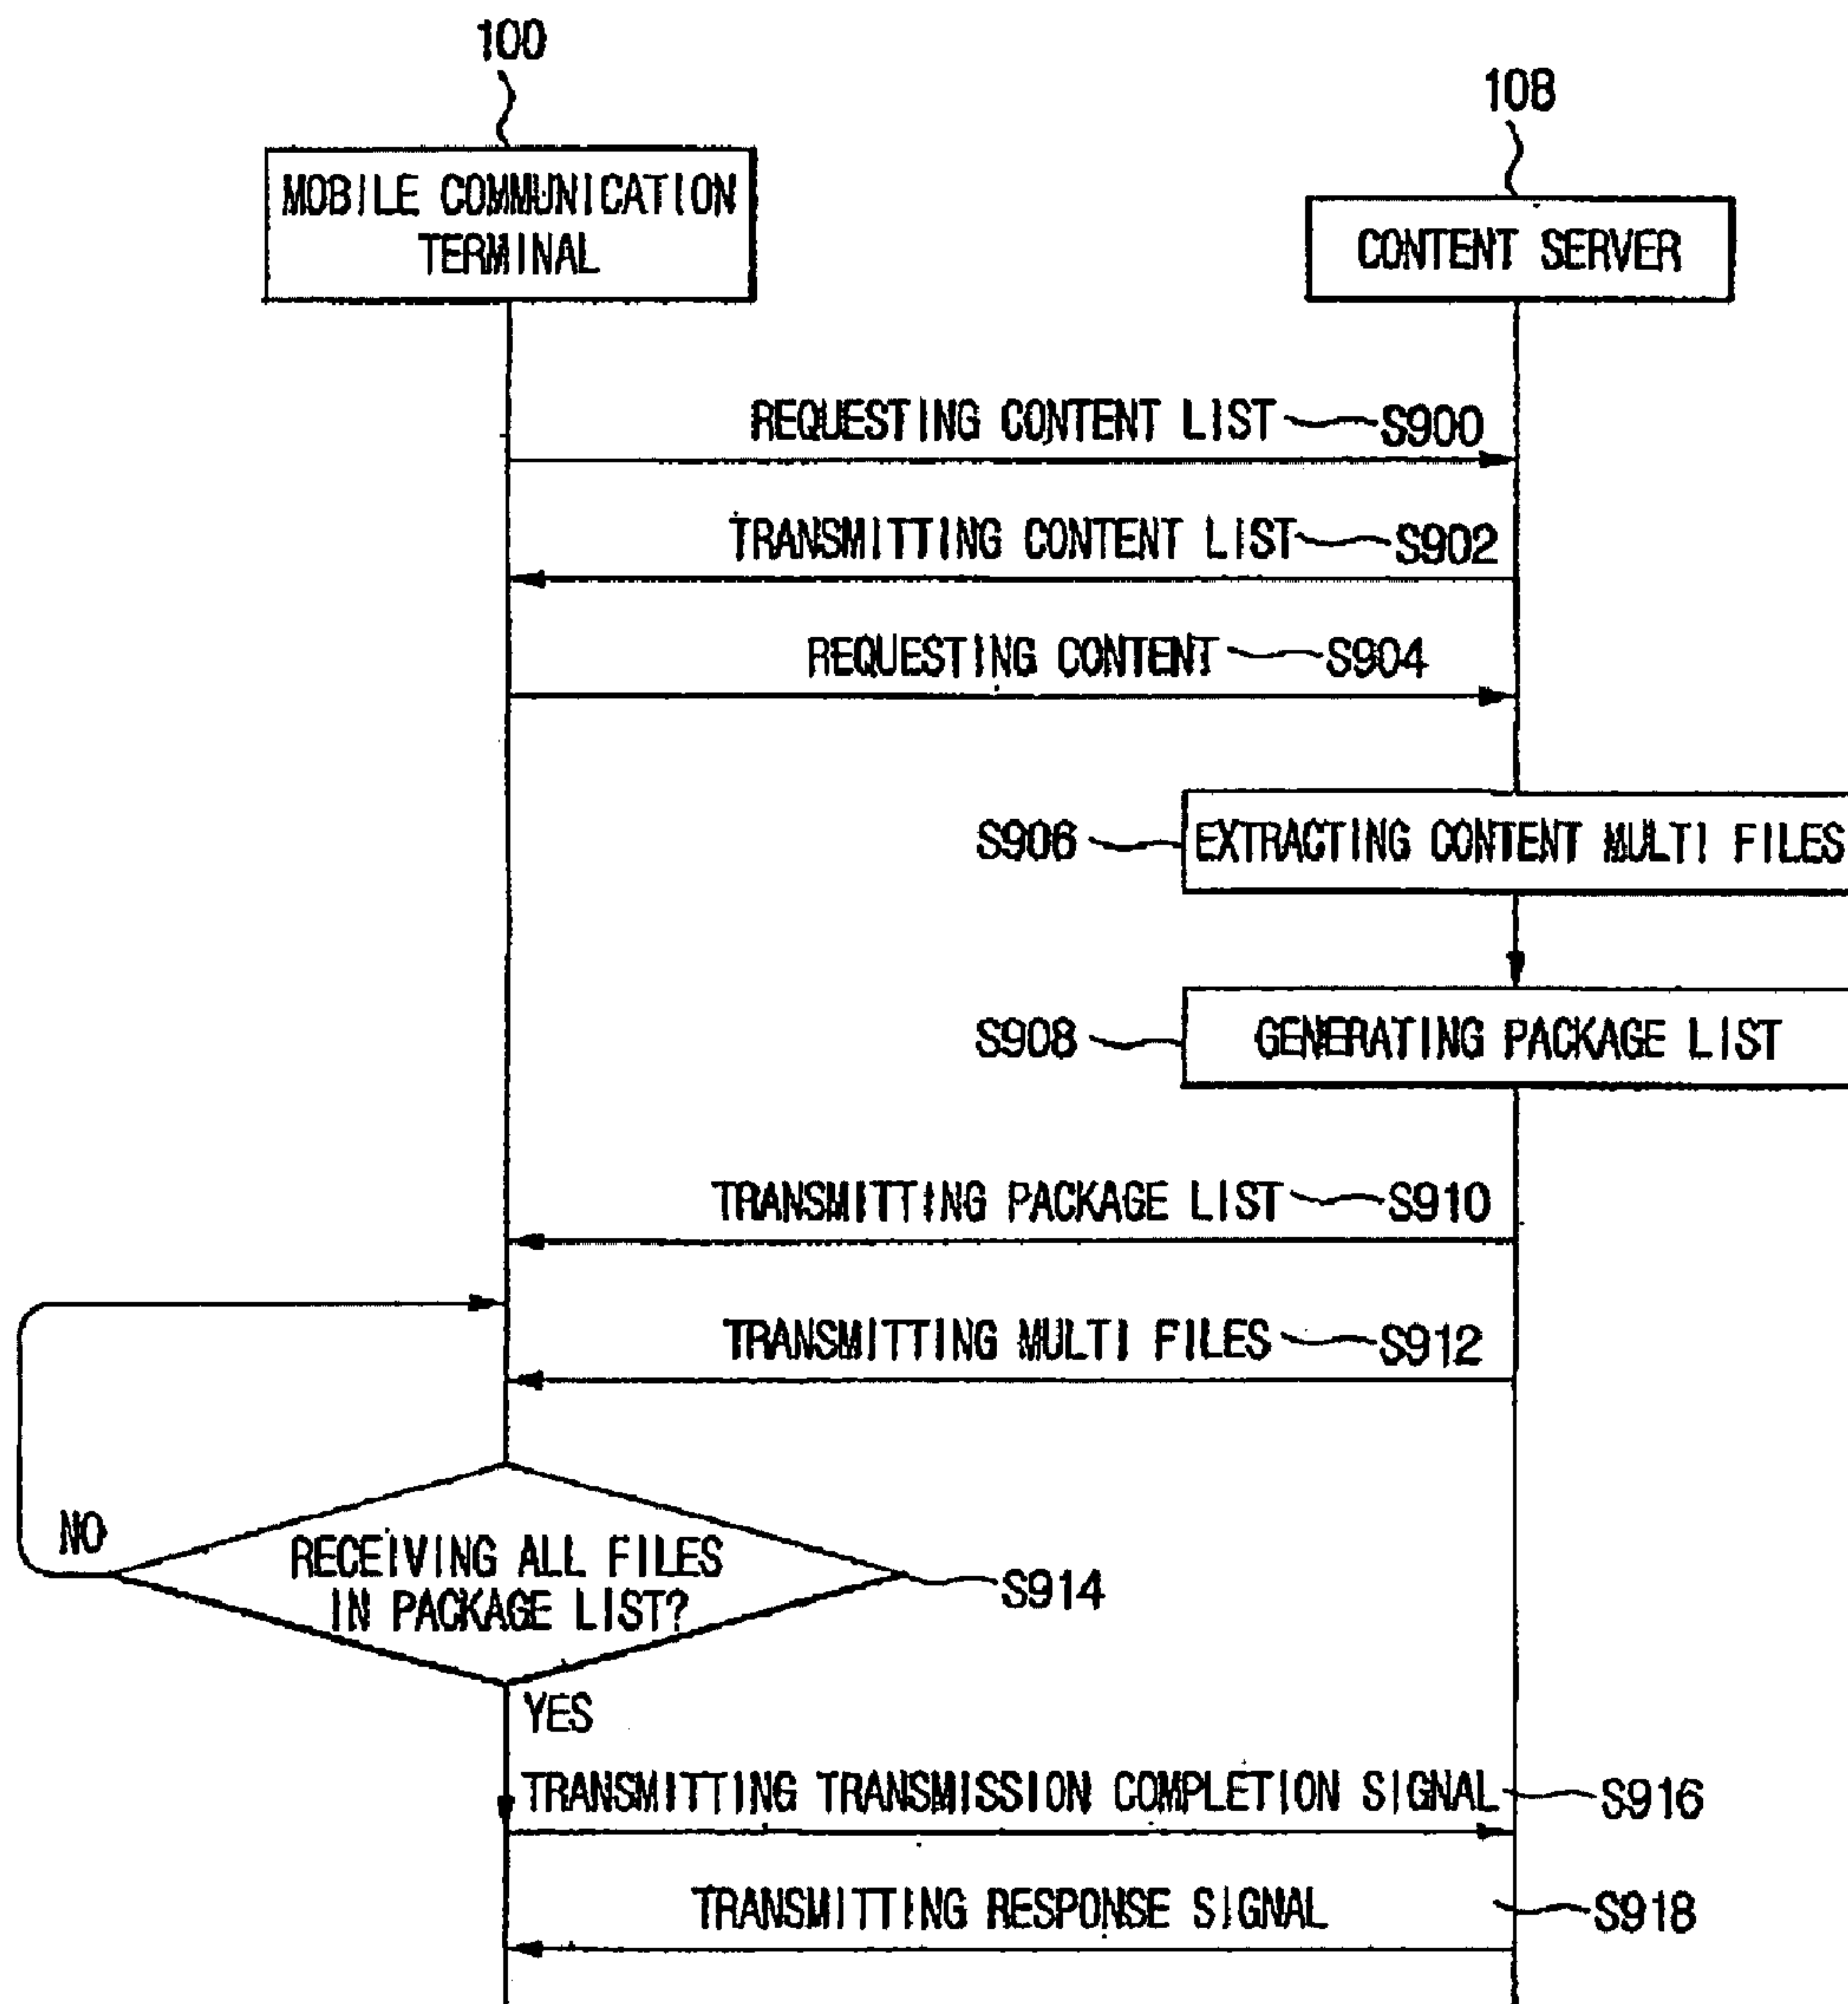 100
108
MOBILE COMMUNICATION
TERMINAL
CONTENT SERVER
REQUESTING CONTENT LIST S900
TRANSMITTING CONTENT LIST S902
REQUESTING CONTENT S904
S906 EXTRACTING CONTENT MULTI FILES
S908 GENERATING PACKAGE LIST
TRANSMITTING PACKAGE LIST S910
TRANSMITTING MULTI FILES S912
NO
RECEIVING ALL FILES
IN PACKAGE LIST?
S914
YES
TRANSMITTING TRANSMISSION COMPLETION SIGNAL S916
TRANSMITTING RESPONSE SIGNAL S918